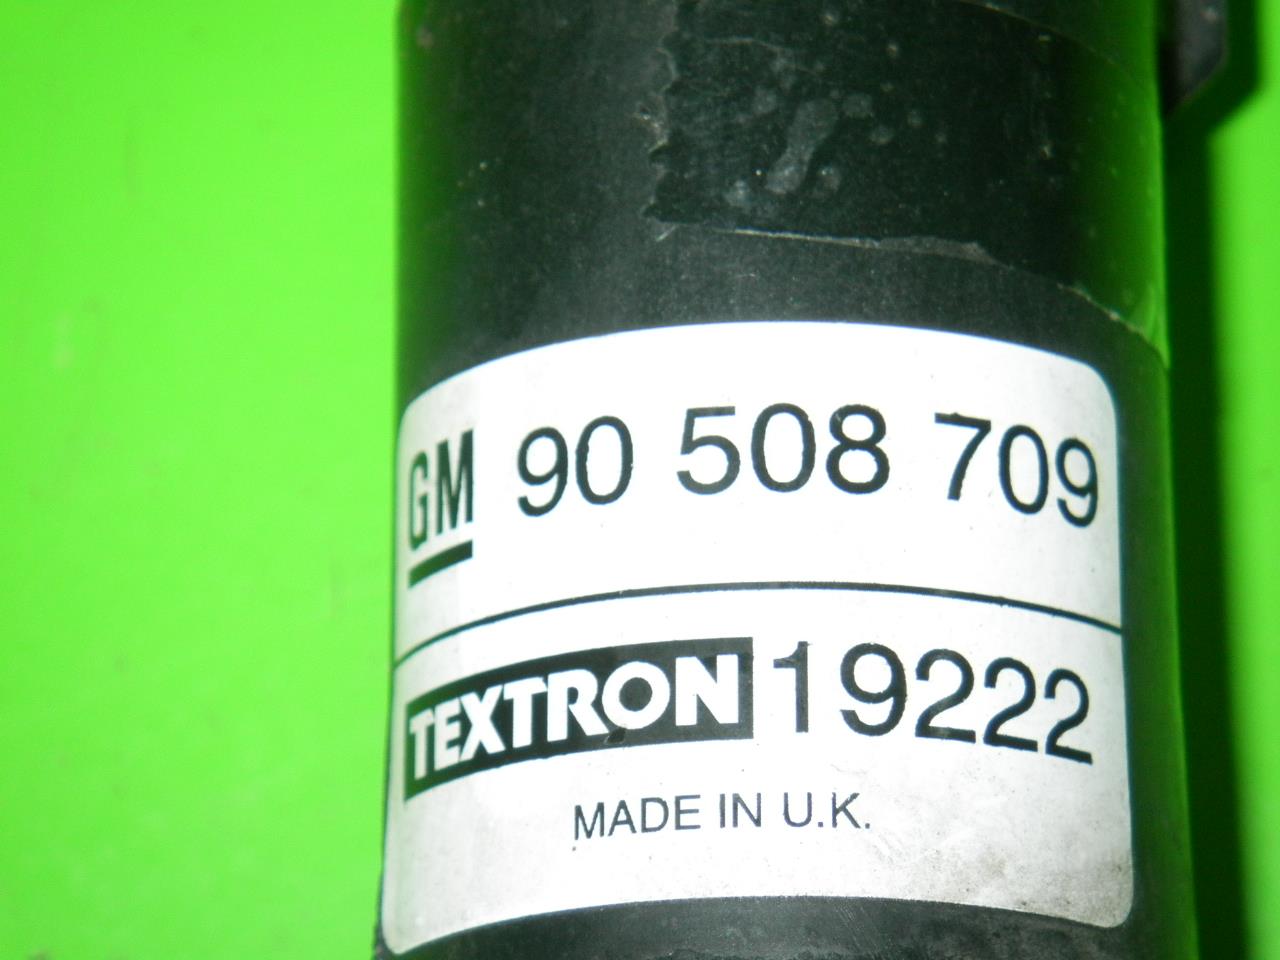 GM 90 508 709
TEXTRON 19222
MADE IN U.K.